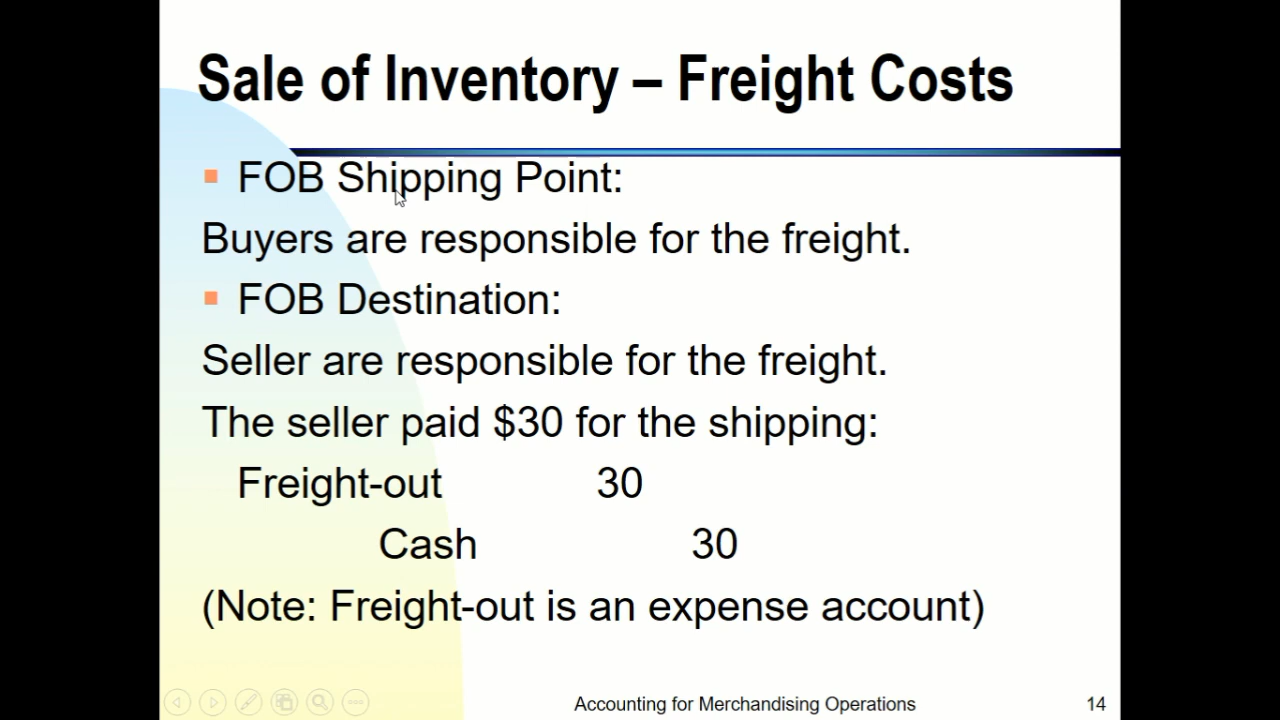 Sale of Inventory – Freight Costs
FOB Shipping Point:
Buyers are responsible for the freight.
FOB Destination:
Seller are responsible for the freight.
The seller paid $30 for the shipping:
Freight-out 30
Cash 30
(Note: Freight-out is an expense account)
Accounting for Merchandising Operations 14